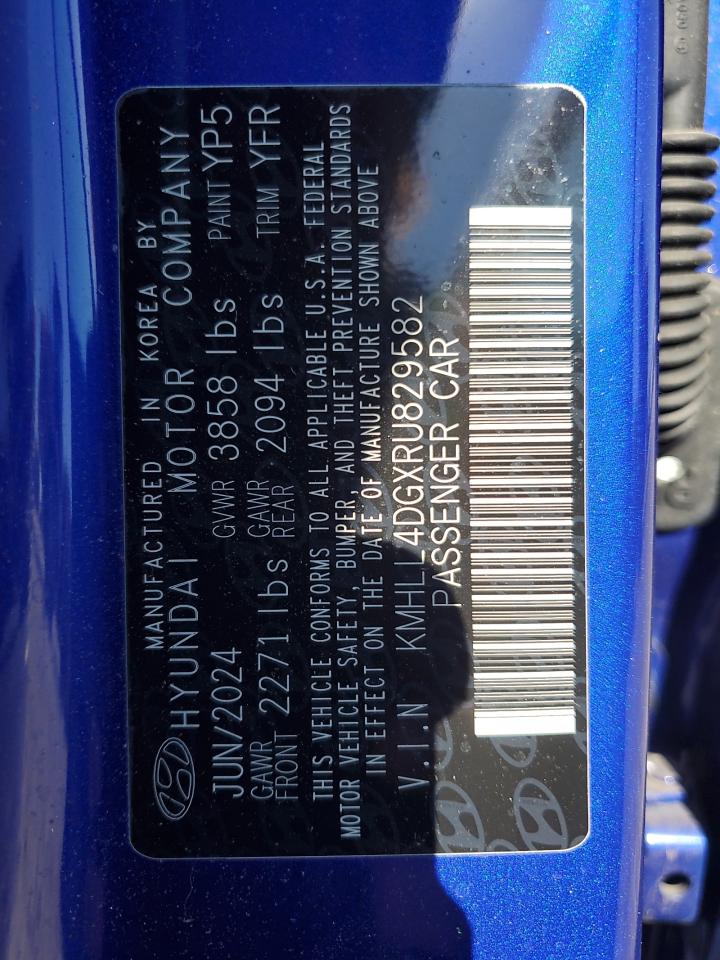 MANUFACTURED IN KOREA BY
HYUNDAI MOTOR COMPANY
JUN/2024 GVWR 3858 lbs PAINT YP5
GAWR FRONT 2271 lbs GAWR REAR 2094 lbs TRIM YFR
THIS VEHICLE CONFORMS TO ALL APPLICABLE U.S.A. FEDERAL
MOTOR VEHICLE SAFETY, BUMPER, AND THEFT PREVENTION STANDARDS
IN EFFECT ON THE DATE OF MANUFACTURE SHOWN ABOVE
V.I.N KMHLL4DGXRU829582
PASSENGER CAR